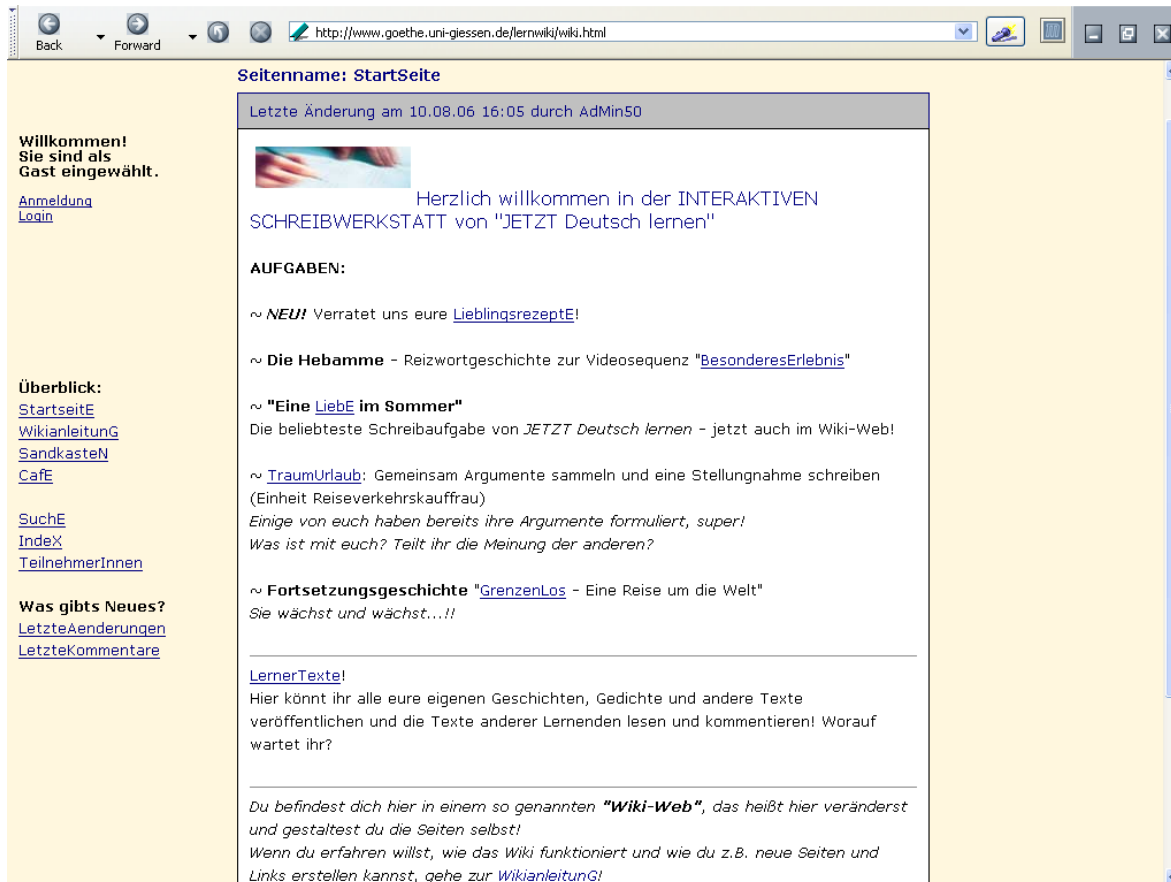 Back
Forward
http://www.goethe.uni-giessen.de/lernwiki/wiki.html
Willkommen!
Sie sind als
Gast eingewählt.
Anmeldung
Login
Überblick:
StartseitE
WikianleitunG
SandkasteN
CafE
SuchE
IndeX
TeilnehmerInnen
Was gibts Neues?
LetzteAenderungen
LetzteKommentare
Seitenname: StartSeite
Letzte Änderung am 10.08.06 16:05 durch AdMin50
Herzlich willkommen in der INTERAKTIVEN
SCHREIBWERKSTATT von "JETZT Deutsch lernen"
AUFGABEN:
~ NEU! Verratet uns eure LieblingsrezeptE!
~ Die Hebamme - Reizwortgeschichte zur Videosequenz "BesonderesErlebnis"
~ "Eine LiebE im Sommer"
Die beliebteste Schreibaufgabe von JETZT Deutsch lernen - jetzt auch im Wiki-Web!
~ TraumUrlaub: Gemeinsam Argumente sammeln und eine Stellungnahme schreiben
(Einheit Reiseverkehrskauffrau)
Einige von euch haben bereits ihre Argumente formuliert, super!
Was ist mit euch? Teilt ihr die Meinung der anderen?
~ Fortsetzungsgeschichte "GrenzenLos - Eine Reise um die Welt"
Sie wächst und wächst...!!
LernerTexte!
Hier könnt ihr alle eure eigenen Geschichten, Gedichte und andere Texte
veröffentlichen und die Texte anderer Lernenden lesen und kommentieren! Worauf
wartet ihr?
Du befindest dich hier in einem so genannten "Wiki-Web", das heißt hier veränderst
und gestaltest du die Seiten selbst!
Wenn du erfahren willst, wie das Wiki funktioniert und wie du z.B. neue Seiten und
Links erstellen kannst, gehe zur WikianleitunG!